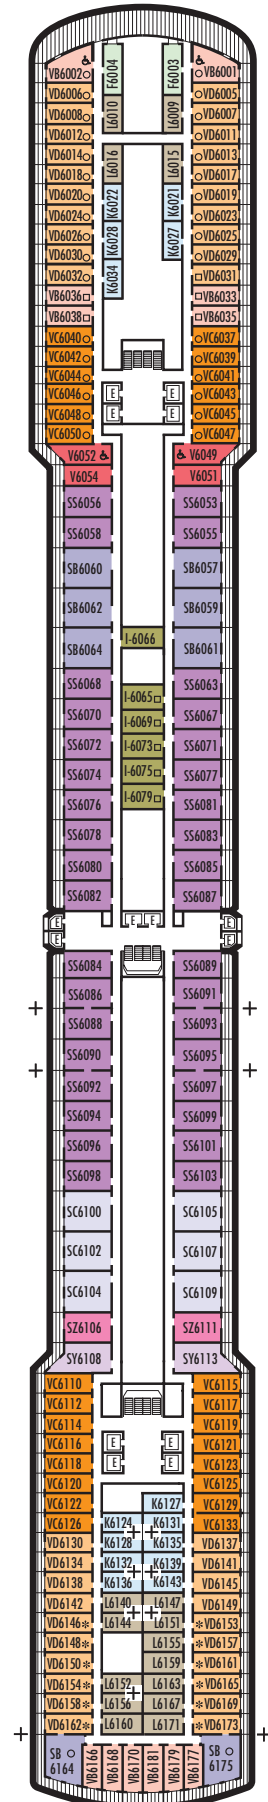 VB6002 F6004 F6003 VB6001
VD6006 L6010 L6009 VD6005
VD6008 VD6007
VD6012 VD6011
VD6014 L6016 L6015 VD6013
VD6018 VD6017
VD6020 K6022 K6021 VD6019
VD6024 VD6023
VD6026 K6028 K6027 VD6025
VD6030 VD6029
VD6032 K6034 VD6031
VB6036 VB6033
VB6038 VB6035
VC6040 VC6037
VC6042 VC6039
VC6044 VC6041
VC6046 E E VC6043
VC6048 E E VC6045
VC6050 VC6047
V6052 V6049
V6054 V6051
SS6056 SS6053
SS6058 SS6055
SB6060 SB6057
SB6062 SB6059
SB6064 I-6066 SB6061
SS6068 I-6065 SS6063
SS6070 I-6069 SS6067
SS6072 I-6073 SS6071
SS6074 I-6075 SS6077
SS6076 I-6079 SS6081
SS6078 SS6083
SS6080 SS6085
SS6082 SS6087
E E E E
E E
SS6084 SS6089
SS6086 SS6091
SS6088 SS6093
SS6090 SS6095
SS6092 SS6097
SS6094 SS6099
SS6096 SS6101
SS6098 SS6103
SC6100 SC6105
SC6102 SC6107
SC6104 SC6109
SZ6106 SZ6111
SY6108 SY6113
VC6110 VC6115
VC6112 VC6117
VC6114 VC6119
VC6116 E E VC6121
VC6118 E E VC6123
VC6120 VC6125
VC6122 K6127 VC6129
VC6126 K6124 K6131 VC6133
VD6130 K6128 K6135 VD6137
VD6134 K6132 K6139 VD6141
VD6138 K6136 K6143 VD6145
VD6142 L6140 L6147 VD6149
VD6146* L6144 L6151 *VD6153
VD6148* L6155 *VD6157
VD6150* L6159 *VD6161
VD6154* L6152 L6163 *VD6165
VD6158* L6156 L6167 *VD6169
VD6162* L6160 L6171 *VD6173
SB 6164 VB6166 VB6168 VB6170 VB6181 VB6179 VB6177 SB 6175